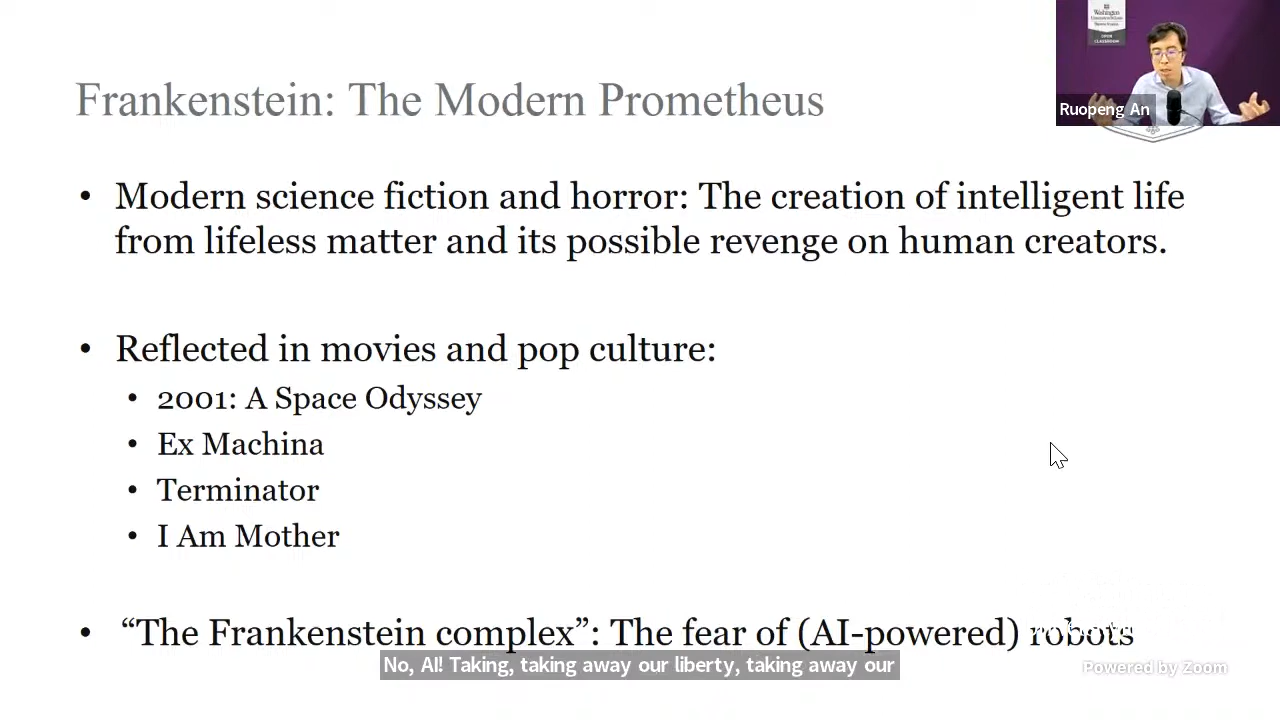 Frankenstein: The Modern Prometheus
Washington
OPEN
CLASSROOM
Ruopeng An
• Modern science fiction and horror: The creation of intelligent life
from lifeless matter and its possible revenge on human creators.
• Reflected in movies and pop culture:
• 2001: A Space Odyssey
• Ex Machina
• Terminator
• I Am Mother
• “The Frankenstein complex”: The fear of (AI-powered) robots
No, AI! Taking, taking away our liberty, taking away our
Powered by Zoom